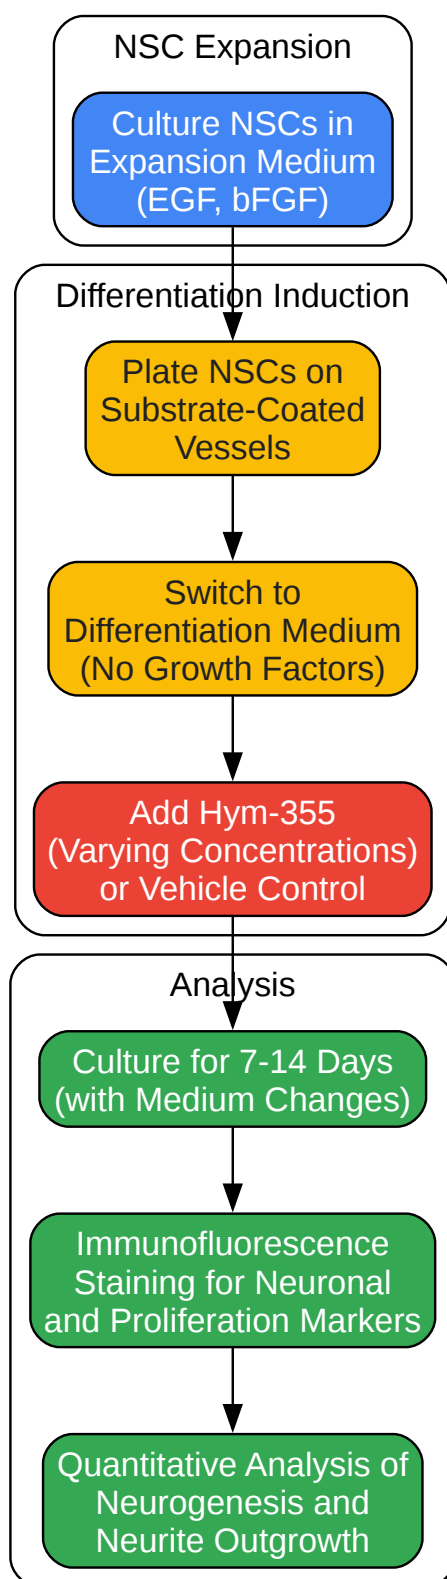 NSC Expansion
Culture NSCs in
Expansion Medium
(EGF, bFGF)
Differentiation Induction
Plate NSCs on
Substrate-Coated
Vessels
Switch to
Differentiation Medium
(No Growth Factors)
Add Hym-355
(Varying Concentrations)
or Vehicle Control
Analysis
Culture for 7-14 Days
(with Medium Changes)
Immunofluorescence
Staining for Neuronal
and Proliferation Markers
Quantitative Analysis of
Neurogenesis and
Neurite Outgrowth